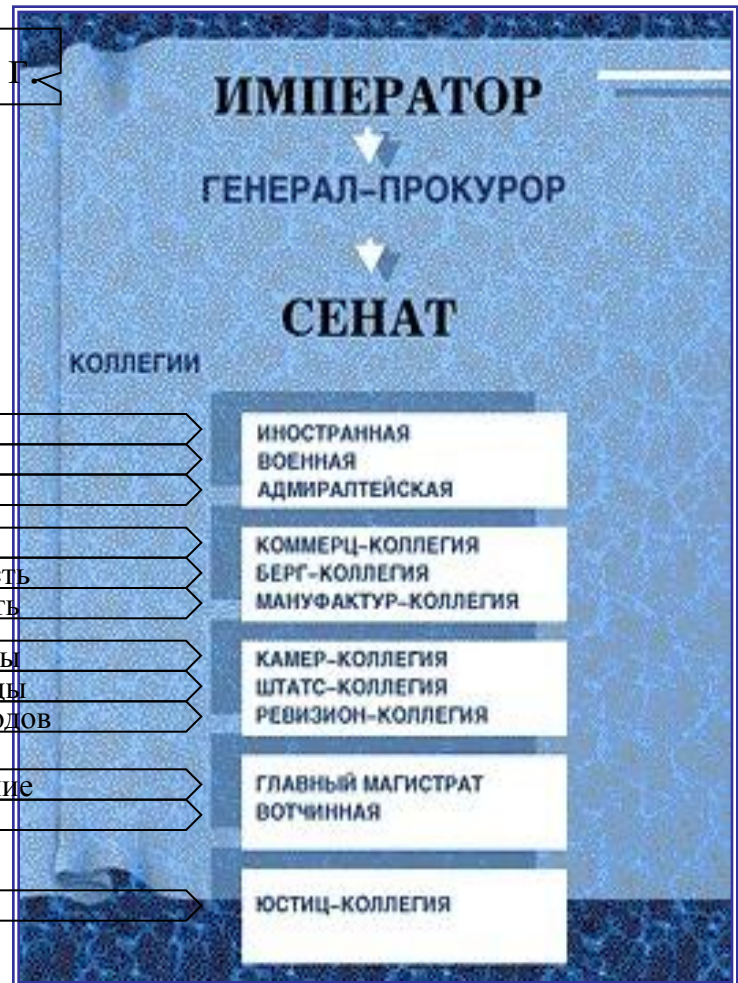 Г.
ИМПЕРАТОР
ГЕНЕРАЛ-ПРОКУРОР
СЕНАТ
КОЛЛЕГИИ
ИНОСТРАННАЯ
ВОЕННАЯ
АДМИРАЛТЕЙСКАЯ
КОММЕРЦ-КОЛЛЕГИЯ
БЕРГ-КОЛЛЕГИЯ
МАНУФАКТУР-КОЛЛЕГИЯ
КАМЕР-КОЛЛЕГИЯ
ШТАТС-КОЛЛЕГИЯ
РЕВИЗИОН-КОЛЛЕГИЯ
ГЛАВНЫЙ МАГИСТРАТ
ВОТЧИННАЯ
ЮСТИЦ-КОЛЛЕГИЯ